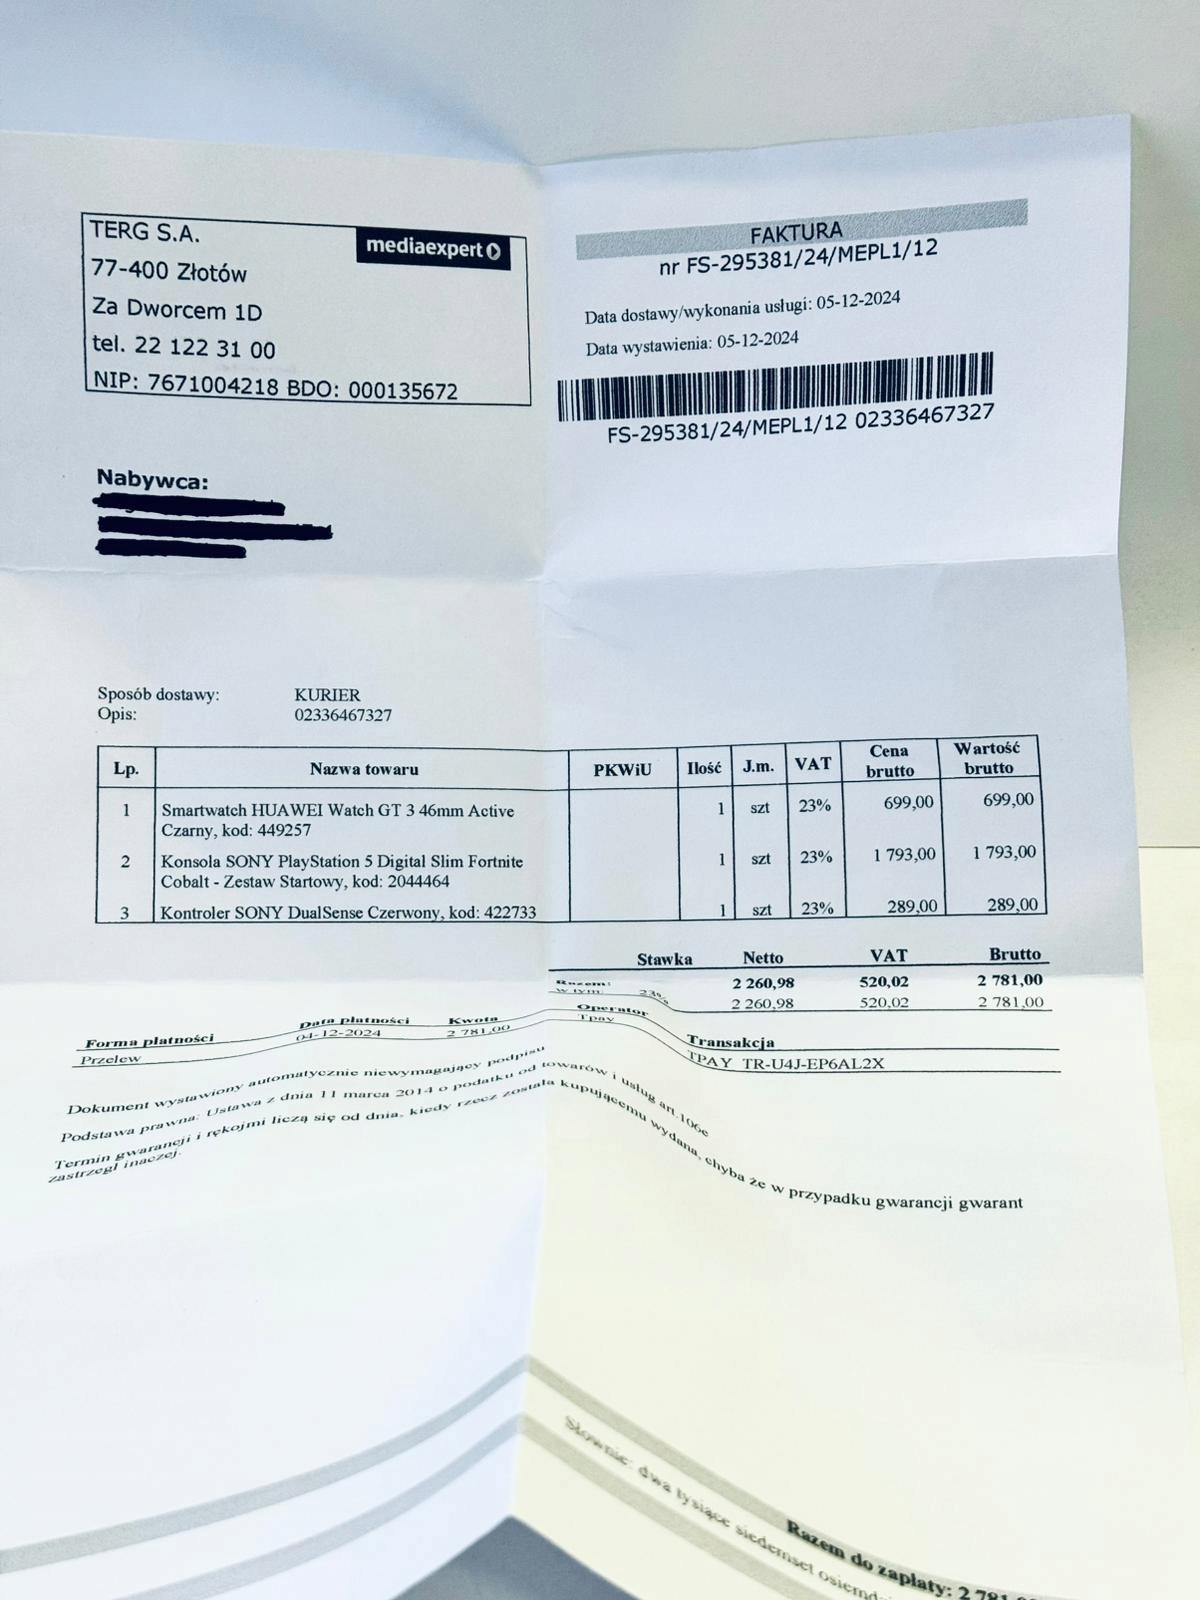 TERG S.A.
mediaexpert
77-400 Złotów
Za Dworcem 1D
tel. 22 122 31 00
NIP: 7671004218 BDO: 000135672
FAKTURA
nr FS-295381/24/MEPL1/12
Data dostawy/wykonania usługi: 05-12-2024
Data wystawienia: 05-12-2024
FS-295381/24/MEPL1/12 02336467327
Nabywca:
Sposób dostawy: KURIER
Opis: 02336467327
Lp. Nazwa towaru PKWiU Ilość J.m. VAT Cena brutto Wartość brutto
1 Smartwatch HUAWEI Watch GT 3 46mm Active 1 szt 23% 699,00 699,00
Czarny, kod: 449257
2 Konsola SONY PlayStation 5 Digital Slim Fortnite 1 szt 23% 1 793,00 1 793,00
Cobalt - Zestaw Startowy, kod: 2044464
3 Kontroler SONY DualSense Czerwony, kod: 422733 1 szt 23% 289,00 289,00
Stawka Netto VAT Brutto
Razem: 2 260,98 520,02 2 781,00
w tym: 23% 2 260,98 520,02 2 781,00
Forma płatności Data płatności Kwota Operator Transakcja
Przelew 04-12-2024 2 781,00 Tpay TPAY TR-U4J-EP6AL2X
Dokument wystawiony automatycznie niewymagający podpisu
Podstawa prawna: Ustawa z dnia 11 marca 2014 o podatku od towarów i usług art.106e
Termin gwarancji i rękojmi liczą się od dnia, kiedy rzecz została kupującemu wydana, chyba że w przypadku gwarancji gwarant
zastrzegł inaczej.
Razem do zapłaty: 2 781
Słownie: dwa tysiące siedemset